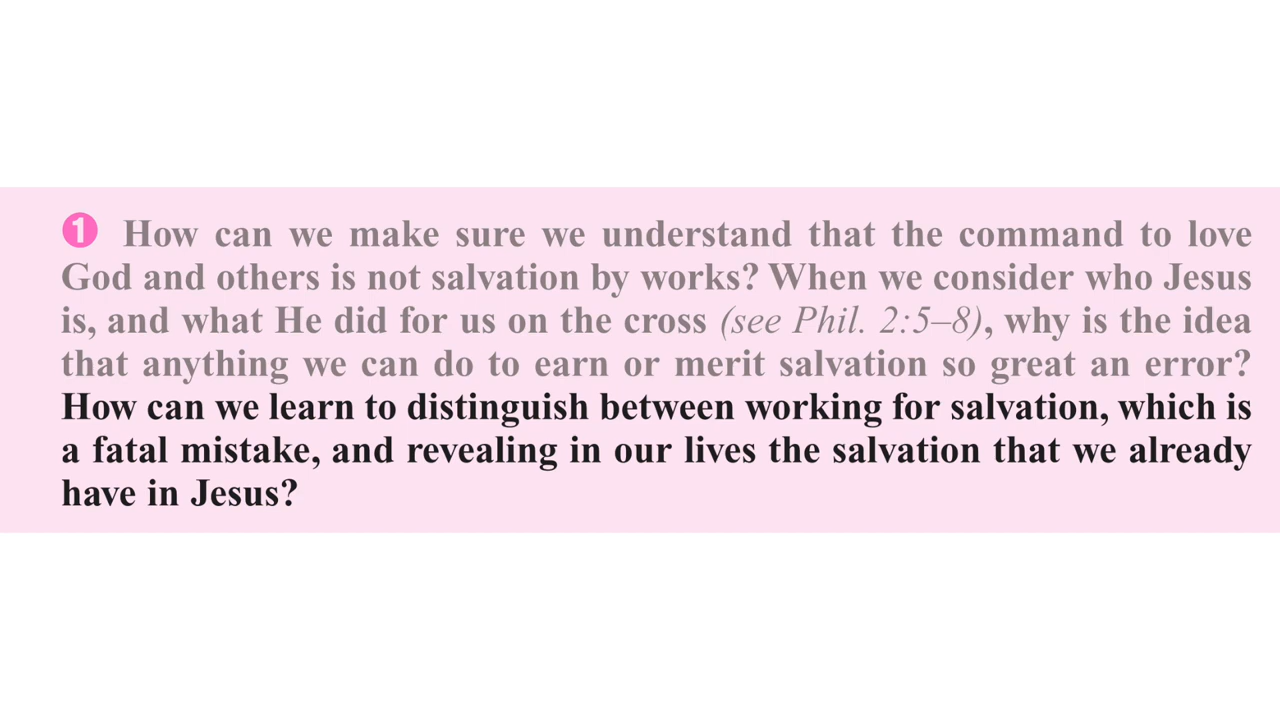 1 How can we make sure we understand that the command to love
God and others is not salvation by works? When we consider who Jesus
is, and what He did for us on the cross (see Phil. 2:5–8), why is the idea
that anything we can do to earn or merit salvation so great an error?
How can we learn to distinguish between working for salvation, which is
a fatal mistake, and revealing in our lives the salvation that we already
have in Jesus?